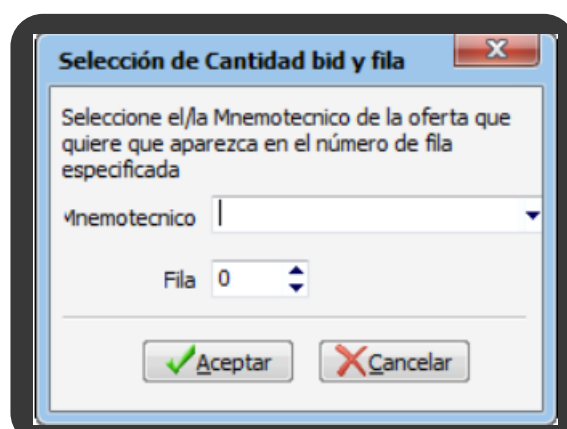 Selección de Cantidad bid y fila
Seleccione el/la Mnemotecnico de la oferta que
quiere que aparezca en el número de fila
especificada
Mnemotecnico
Fila 0
Aceptar Cancelar